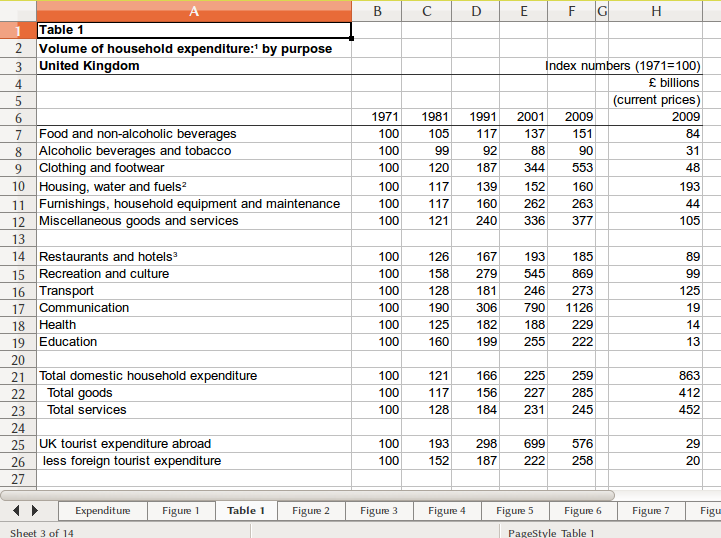 A B C D E F G H
1 Table 1
2 Volume of household expenditure:¹ by purpose
3 United Kingdom Index numbers (1971=100)
4 £ billions
5 (current prices)
6 1971 1981 1991 2001 2009 2009
7 Food and non-alcoholic beverages 100 105 117 137 151 84
8 Alcoholic beverages and tobacco 100 99 92 88 90 31
9 Clothing and footwear 100 120 187 344 553 48
10 Housing, water and fuels² 100 117 139 152 160 193
11 Furnishings, household equipment and maintenance 100 117 160 262 263 44
12 Miscellaneous goods and services 100 121 240 336 377 105
13
14 Restaurants and hotels³ 100 126 167 193 185 89
15 Recreation and culture 100 158 279 545 869 99
16 Transport 100 128 181 246 273 125
17 Communication 100 190 306 790 1126 19
18 Health 100 125 182 188 229 14
19 Education 100 160 199 255 222 13
20
21 Total domestic household expenditure 100 121 166 225 259 863
22 Total goods 100 117 156 227 285 412
23 Total services 100 128 184 231 245 452
24
25 UK tourist expenditure abroad 100 193 298 699 576 29
26 less foreign tourist expenditure 100 152 187 222 258 20
27
Expenditure Figure 1 Table 1 Figure 2 Figure 3 Figure 4 Figure 5 Figure 6 Figure 7 Figu
Sheet 3 of 14 PageStyle_Table 1